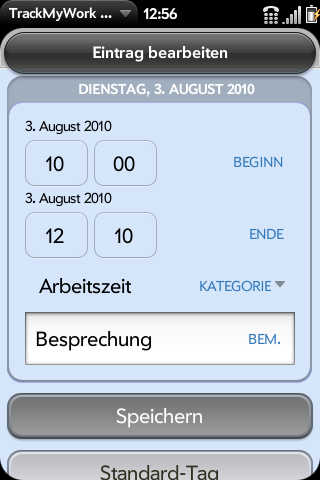 TrackMyWork ... 12:56
Eintrag bearbeiten
DIENSTAG, 3. AUGUST 2010
3. August 2010
10 00 BEGINN
3. August 2010
12 10 ENDE
Arbeitszeit KATEGORIE
Besprechung BEM.
Speichern
Standard-Tag